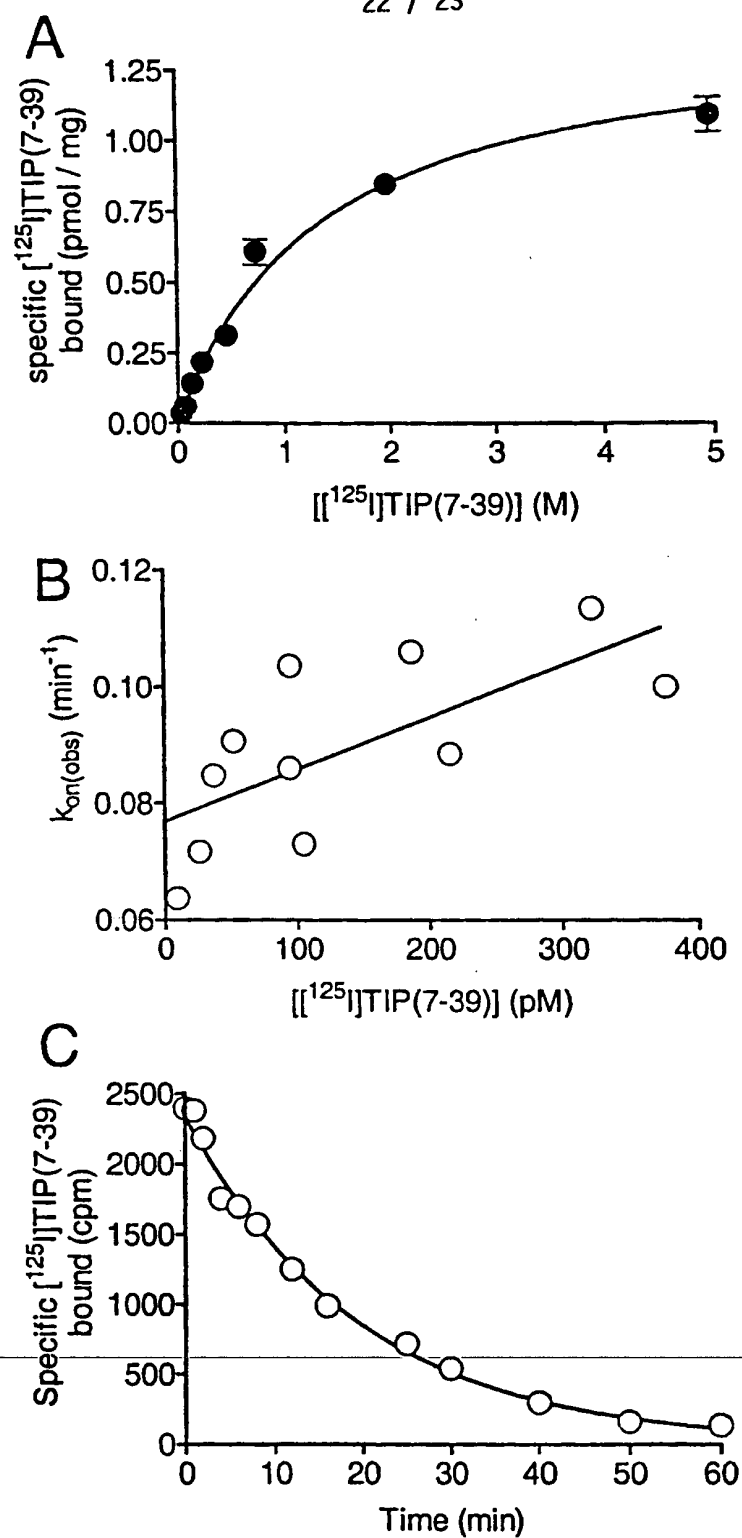 22 / 23
A
specific [125I]TIP(7-39)
bound (pmol / mg)
1.25
1.00
0.75
0.50
0.25
0.00
0 1 2 3 4 5
[[125I]TIP(7-39)] (M)
B
kon(obs) (min-1)
0.12
0.10
0.08
0.06
0 100 200 300 400
[[125I]TIP(7-39)] (pM)
C
Specific [125I]TIP(7-39)
bound (cpm)
2500
2000
1500
1000
500
0
0 10 20 30 40 50 60
Time (min)